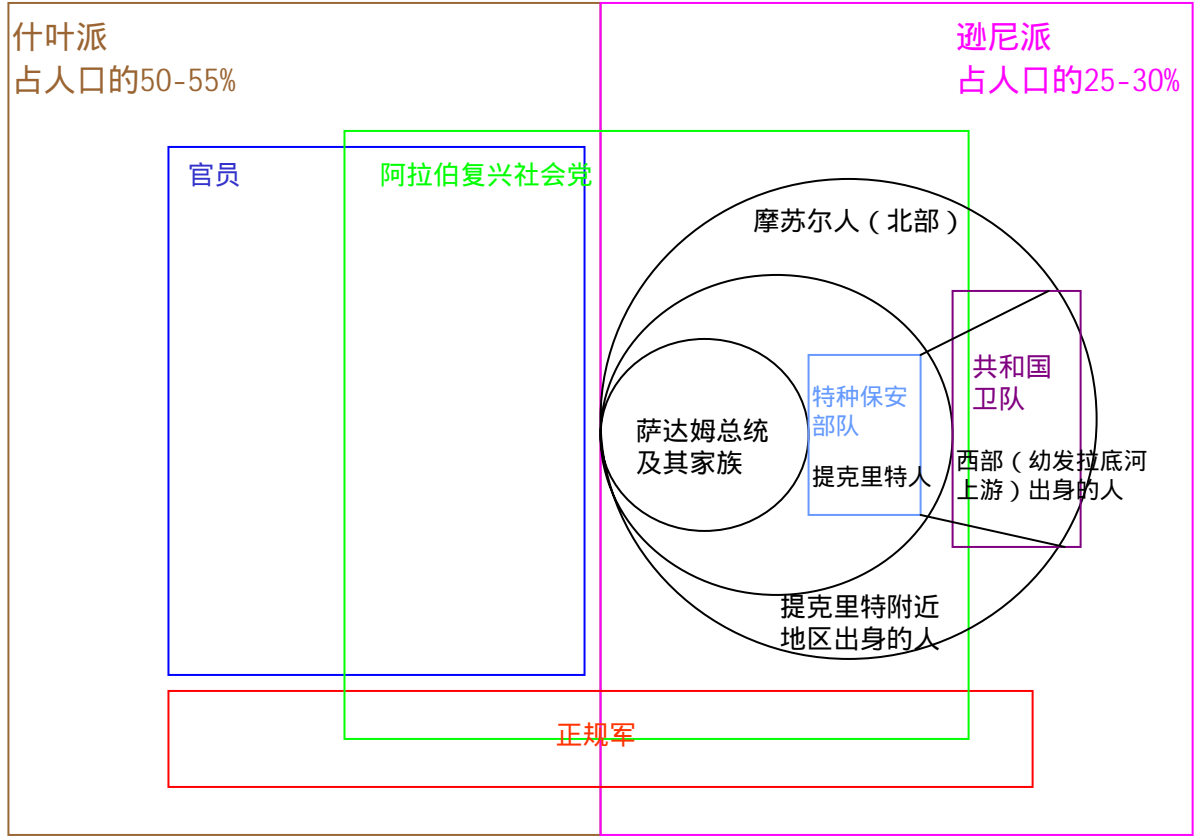 什叶派
占人口的50-55%
逊尼派
占人口的25-30%
官员
阿拉伯复兴社会党
摩苏尔人（北部）
共和国
卫队
特种保安
部队
萨达姆总统
及其家族
提克里特人
西部（幼发拉底河
上游）出身的人
提克里特附近
地区出身的人
正规军